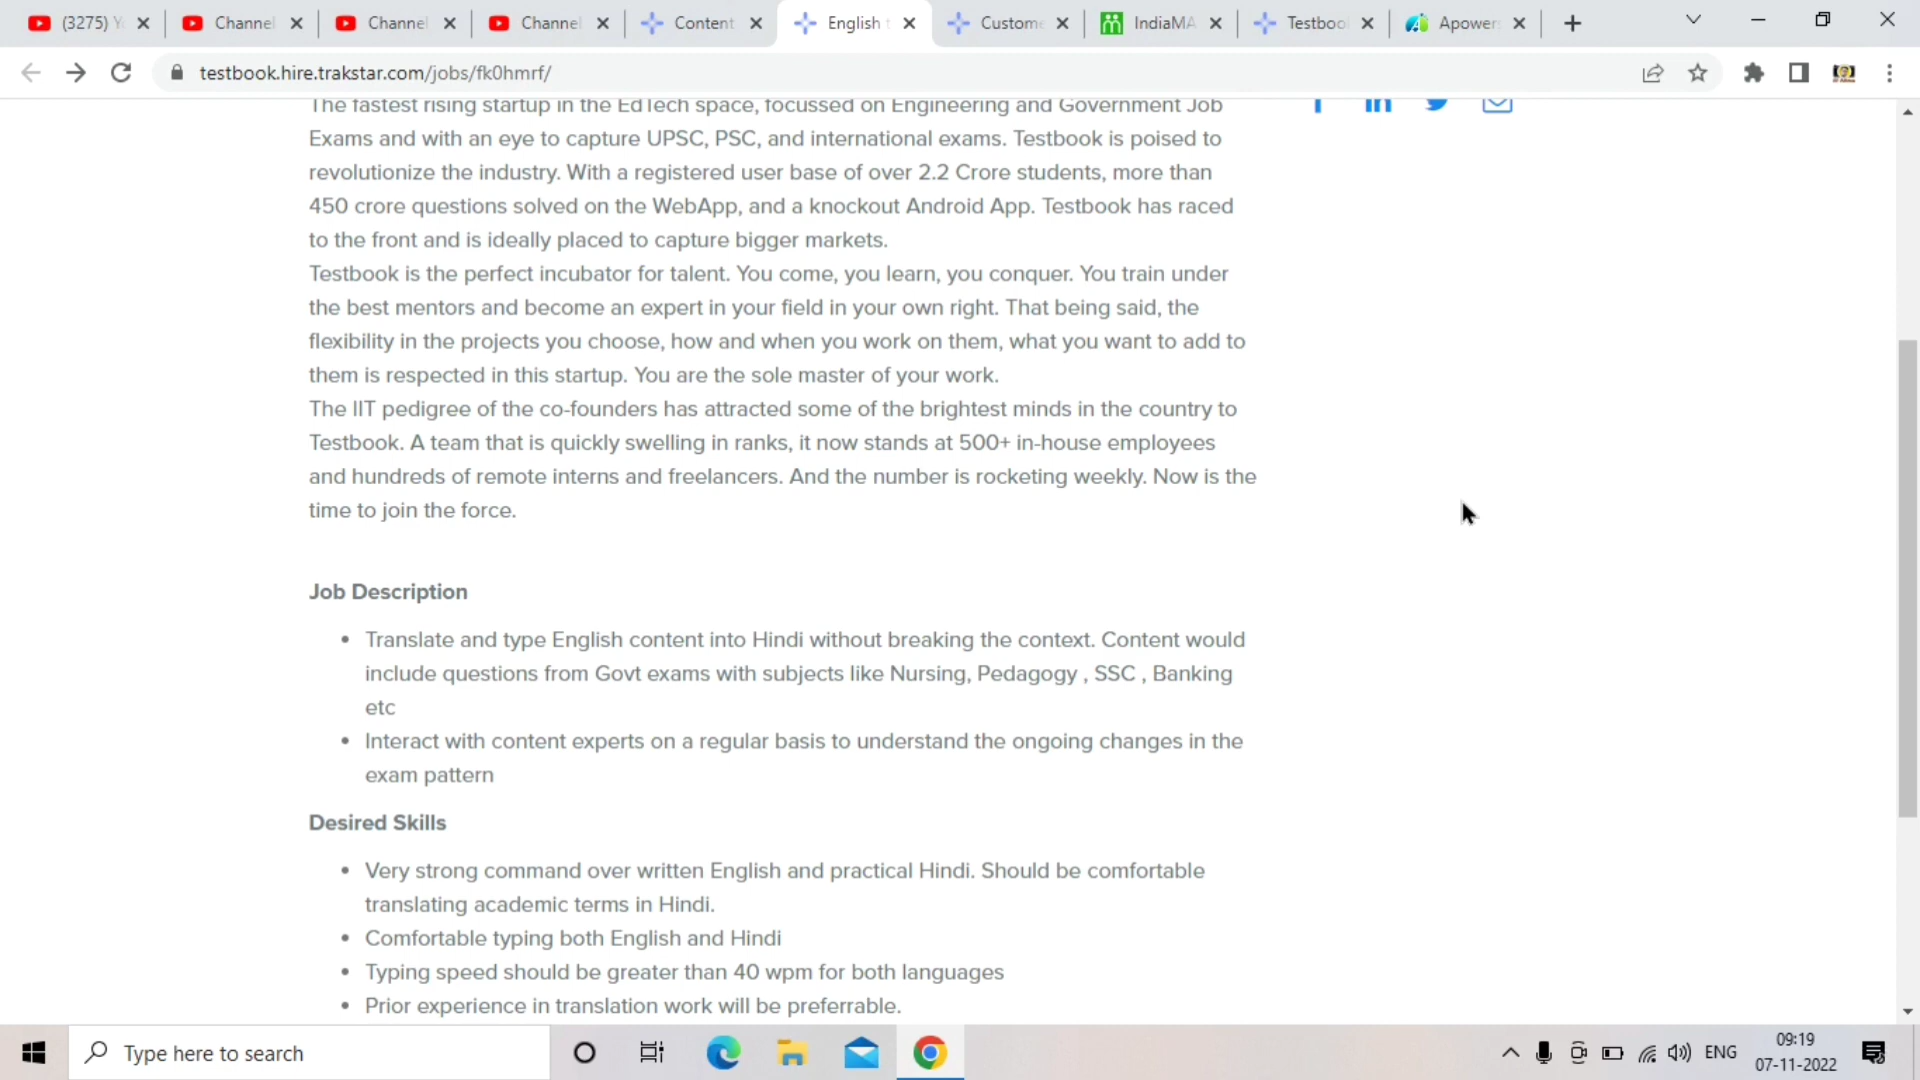 (3275) Y
Channel
Channel
Channel
Content
English t
Custome
IndiaMA
Testboo
Apowers
testbook.hire.trakstar.com/jobs/fk0hmrf/
The fastest rising startup in the EdTech space, focussed on Engineering and Government Job
Exams and with an eye to capture UPSC, PSC, and international exams. Testbook is poised to
revolutionize the industry. With a registered user base of over 2.2 Crore students, more than
450 crore questions solved on the WebApp, and a knockout Android App. Testbook has raced
to the front and is ideally placed to capture bigger markets.
Testbook is the perfect incubator for talent. You come, you learn, you conquer. You train under
the best mentors and become an expert in your field in your own right. That being said, the
flexibility in the projects you choose, how and when you work on them, what you want to add to
them is respected in this startup. You are the sole master of your work.
The IIT pedigree of the co-founders has attracted some of the brightest minds in the country to
Testbook. A team that is quickly swelling in ranks, it now stands at 500+ in-house employees
and hundreds of remote interns and freelancers. And the number is rocketing weekly. Now is the
time to join the force.
Job Description
• Translate and type English content into Hindi without breaking the context. Content would
include questions from Govt exams with subjects like Nursing, Pedagogy , SSC , Banking
etc
• Interact with content experts on a regular basis to understand the ongoing changes in the
exam pattern
Desired Skills
• Very strong command over written English and practical Hindi. Should be comfortable
translating academic terms in Hindi.
• Comfortable typing both English and Hindi
• Typing speed should be greater than 40 wpm for both languages
• Prior experience in translation work will be preferrable.
Type here to search
ENG
09:19
07-11-2022